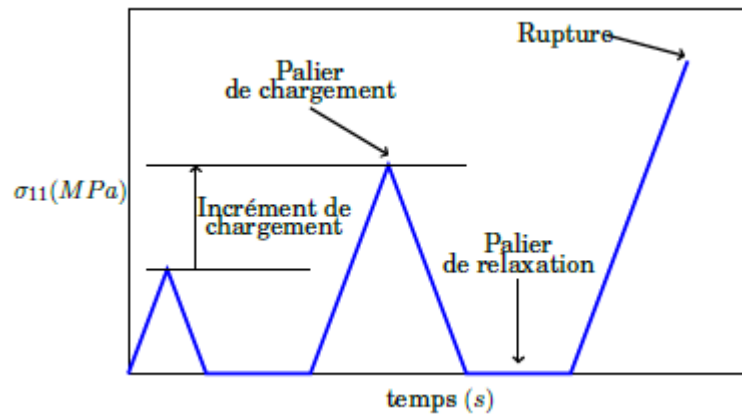 Rupture
Palier
de chargement
σ11(MPa)
Incrément de
chargement
Palier
de relaxation
temps (s)